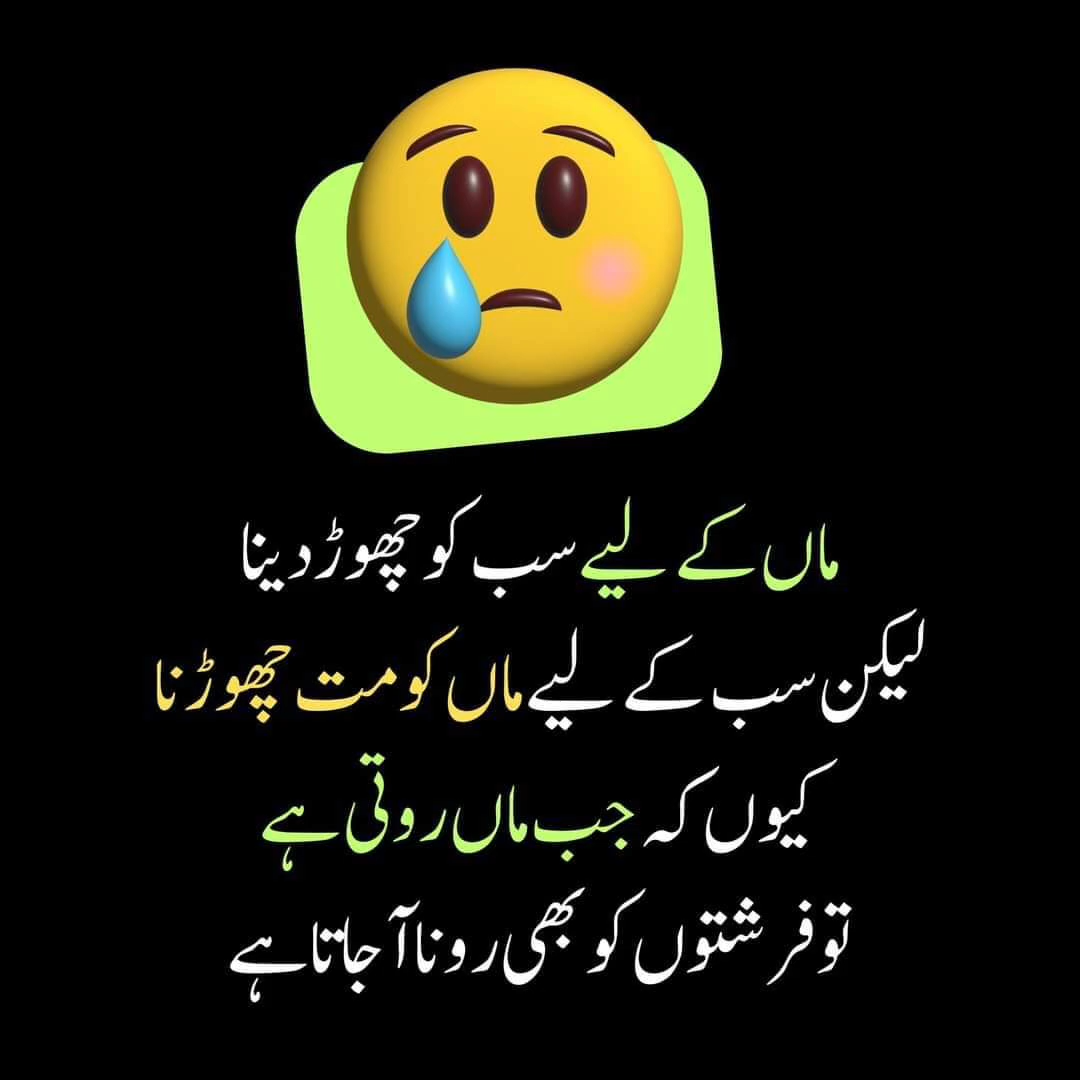 ماں کے لیے سب کو چھوڑ دینا
لیکن سب کے لیے ماں کو مت چھوڑنا
کیوں کہ جب ماں روتی ہے
تو فرشتوں کو بھی رونا آ جاتا ہے